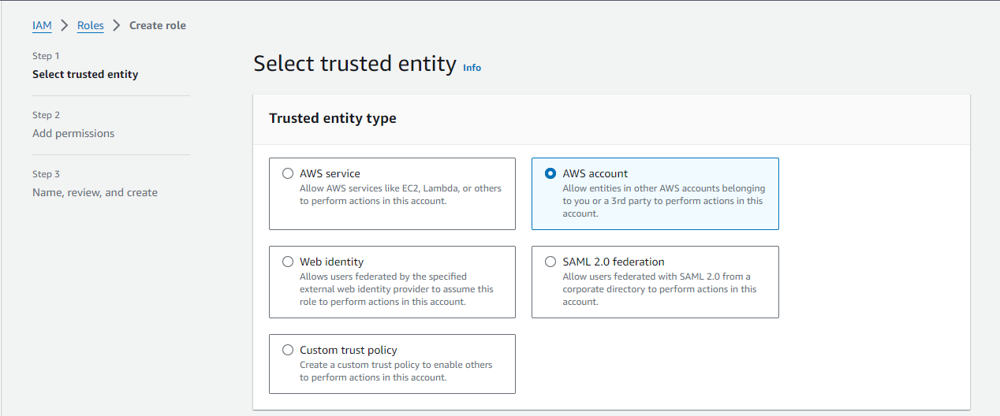 IAM > Roles > Create role
Step 1
Select trusted entity
Step 2
Add permissions
Step 3
Name, review, and create
Select trusted entity Info
Trusted entity type
AWS service
Allow AWS services like EC2, Lambda, or others
to perform actions in this account.
AWS account
Allow entities in other AWS accounts belonging
to you or a 3rd party to perform actions in this
account.
Web identity
Allows users federated by the specified
external web identity provider to assume this
role to perform actions in this account.
SAML 2.0 federation
Allow users federated with SAML 2.0 from a
corporate directory to perform actions in this
account.
Custom trust policy
Create a custom trust policy to enable others
to perform actions in this account.